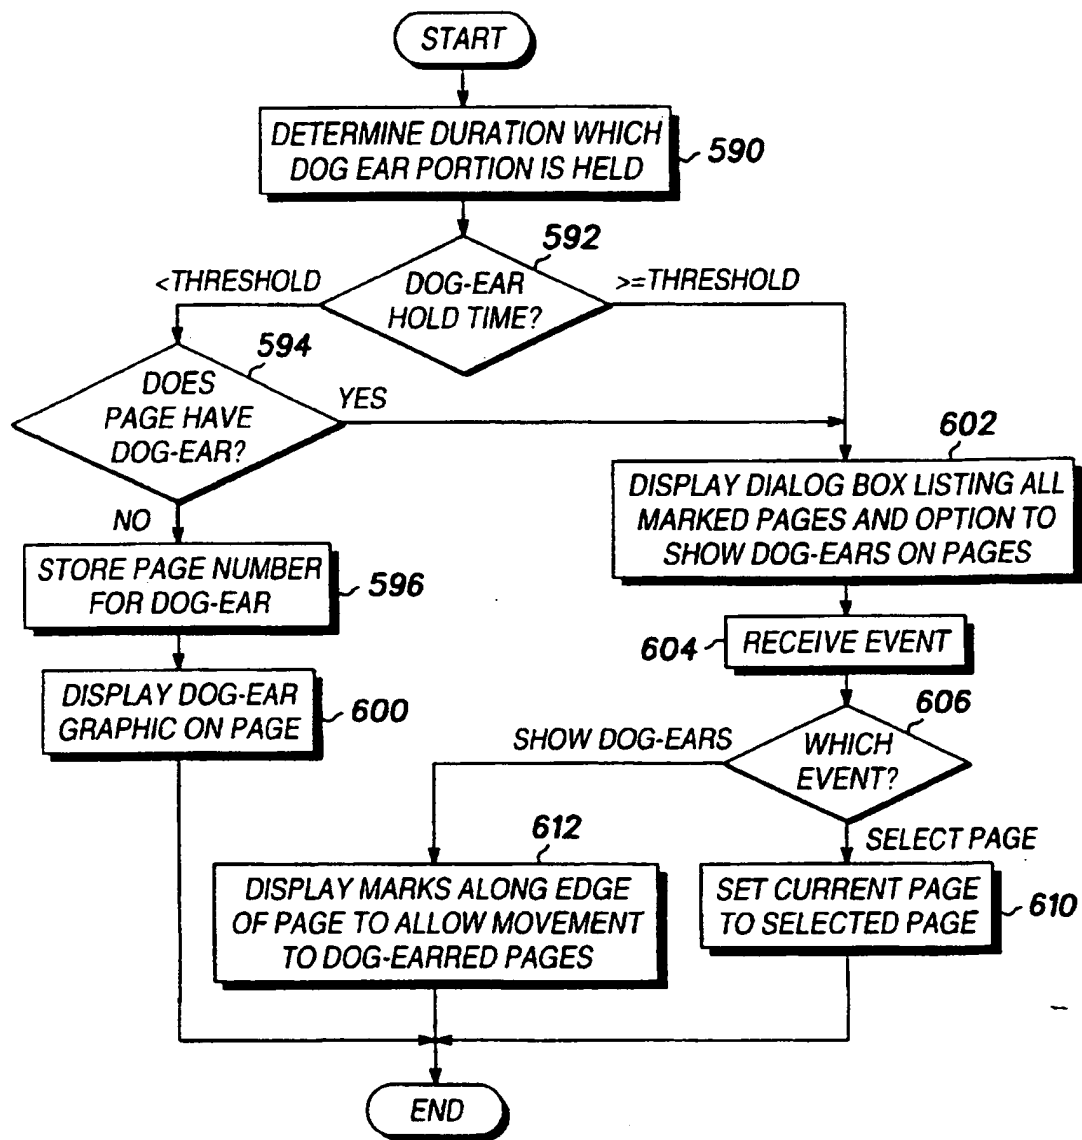 START
DETERMINE DURATION WHICH
DOG EAR PORTION IS HELD
590
592
<THRESHOLD
DOG-EAR
HOLD TIME?
>=THRESHOLD
594
DOES
PAGE HAVE
DOG-EAR?
YES
NO
STORE PAGE NUMBER
FOR DOG-EAR
596
DISPLAY DOG-EAR
GRAPHIC ON PAGE
600
602
DISPLAY DIALOG BOX LISTING ALL
MARKED PAGES AND OPTION TO
SHOW DOG-EARS ON PAGES
604
RECEIVE EVENT
606
SHOW DOG-EARS
WHICH
EVENT?
SELECT PAGE
612
DISPLAY MARKS ALONG EDGE
OF PAGE TO ALLOW MOVEMENT
TO DOG-EARRED PAGES
SET CURRENT PAGE
TO SELECTED PAGE
610
END